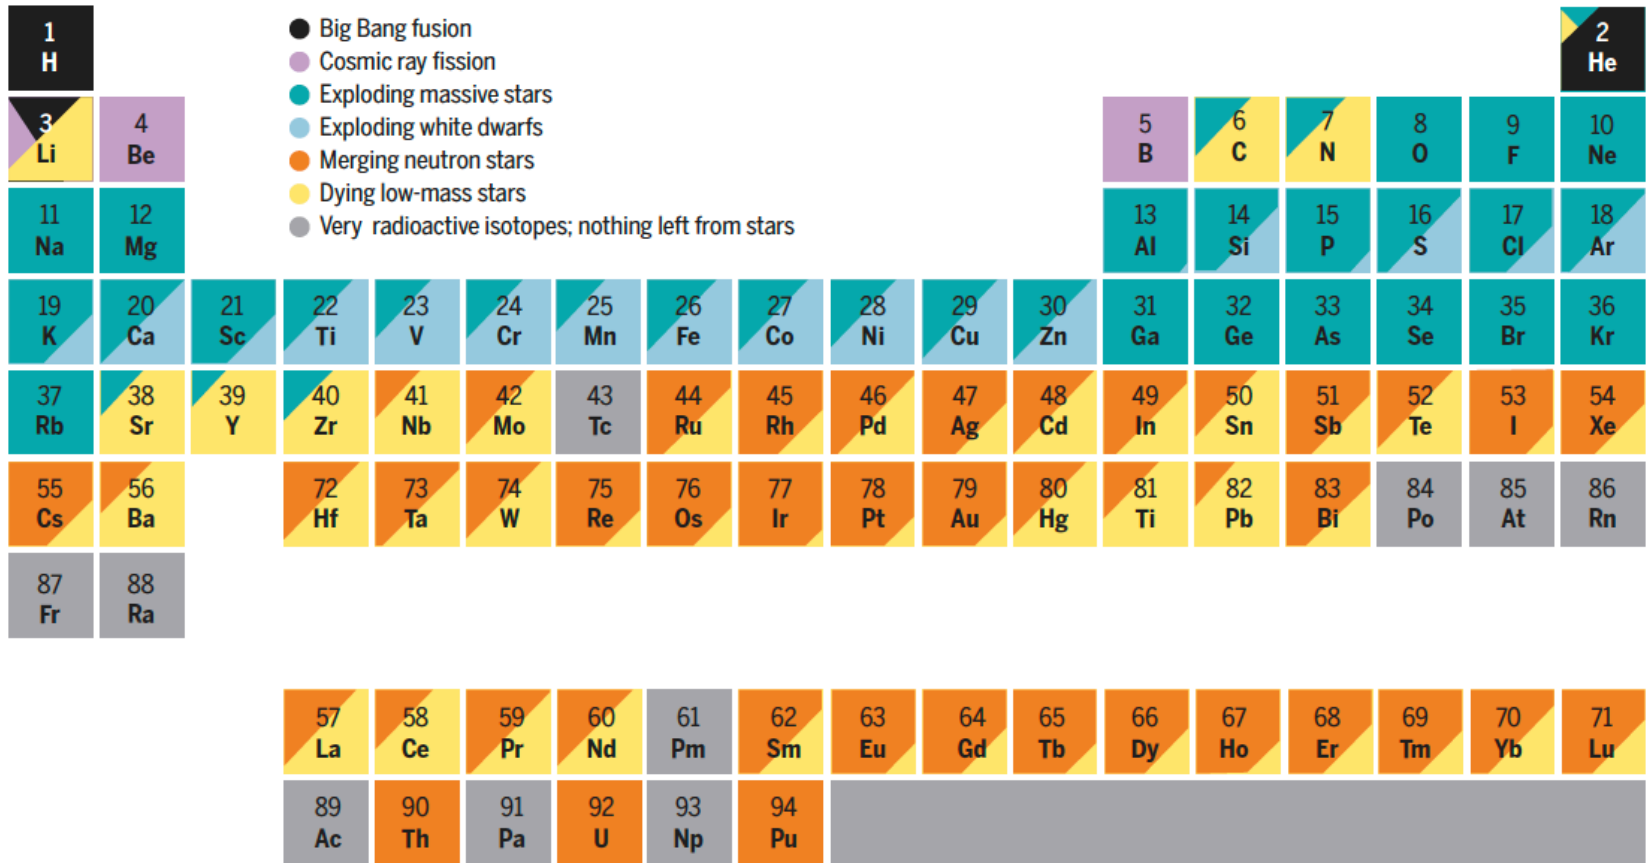 1
H
Big Bang fusion
Cosmic ray fission
Exploding massive stars
Exploding white dwarfs
Merging neutron stars
Dying low-mass stars
Very radioactive isotopes; nothing left from stars
2
He
3 4 5 6 7 8 9 10
Li Be B C N O F Ne
11 12 13 14 15 16 17 18
Na Mg Al Si P S Cl Ar
19 20 21 22 23 24 25 26 27 28 29 30 31 32 33 34 35 36
K Ca Sc Ti V Cr Mn Fe Co Ni Cu Zn Ga Ge As Se Br Kr
37 38 39 40 41 42 43 44 45 46 47 48 49 50 51 52 53 54
Rb Sr Y Zr Nb Mo Tc Ru Rh Pd Ag Cd In Sn Sb Te I Xe
55 56 72 73 74 75 76 77 78 79 80 81 82 83 84 85 86
Cs Ba Hf Ta W Re Os Ir Pt Au Hg Ti Pb Bi Po At Rn
87 88
Fr Ra
57 58 59 60 61 62 63 64 65 66 67 68 69 70 71
La Ce Pr Nd Pm Sm Eu Gd Tb Dy Ho Er Tm Yb Lu
89 90 91 92 93 94
Ac Th Pa U Np Pu